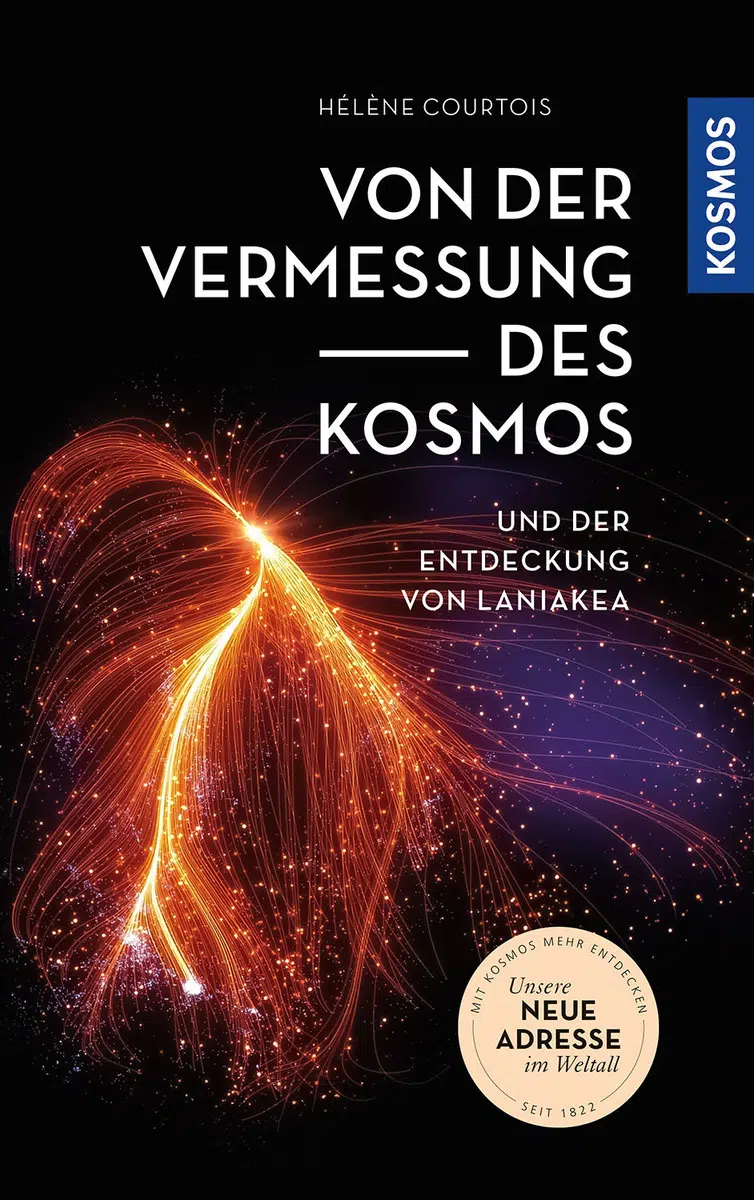 HÉLÈNE COURTOIS
KOSMOS
VON DER
VERMESSUNG
DES
KOSMOS
UND DER
ENTDECKUNG
VON LANIAKEA
MIT KOSMOS MEHR ENTDECKEN
Unsere
NEUE
ADRESSE
im Weltall
SEIT 1822